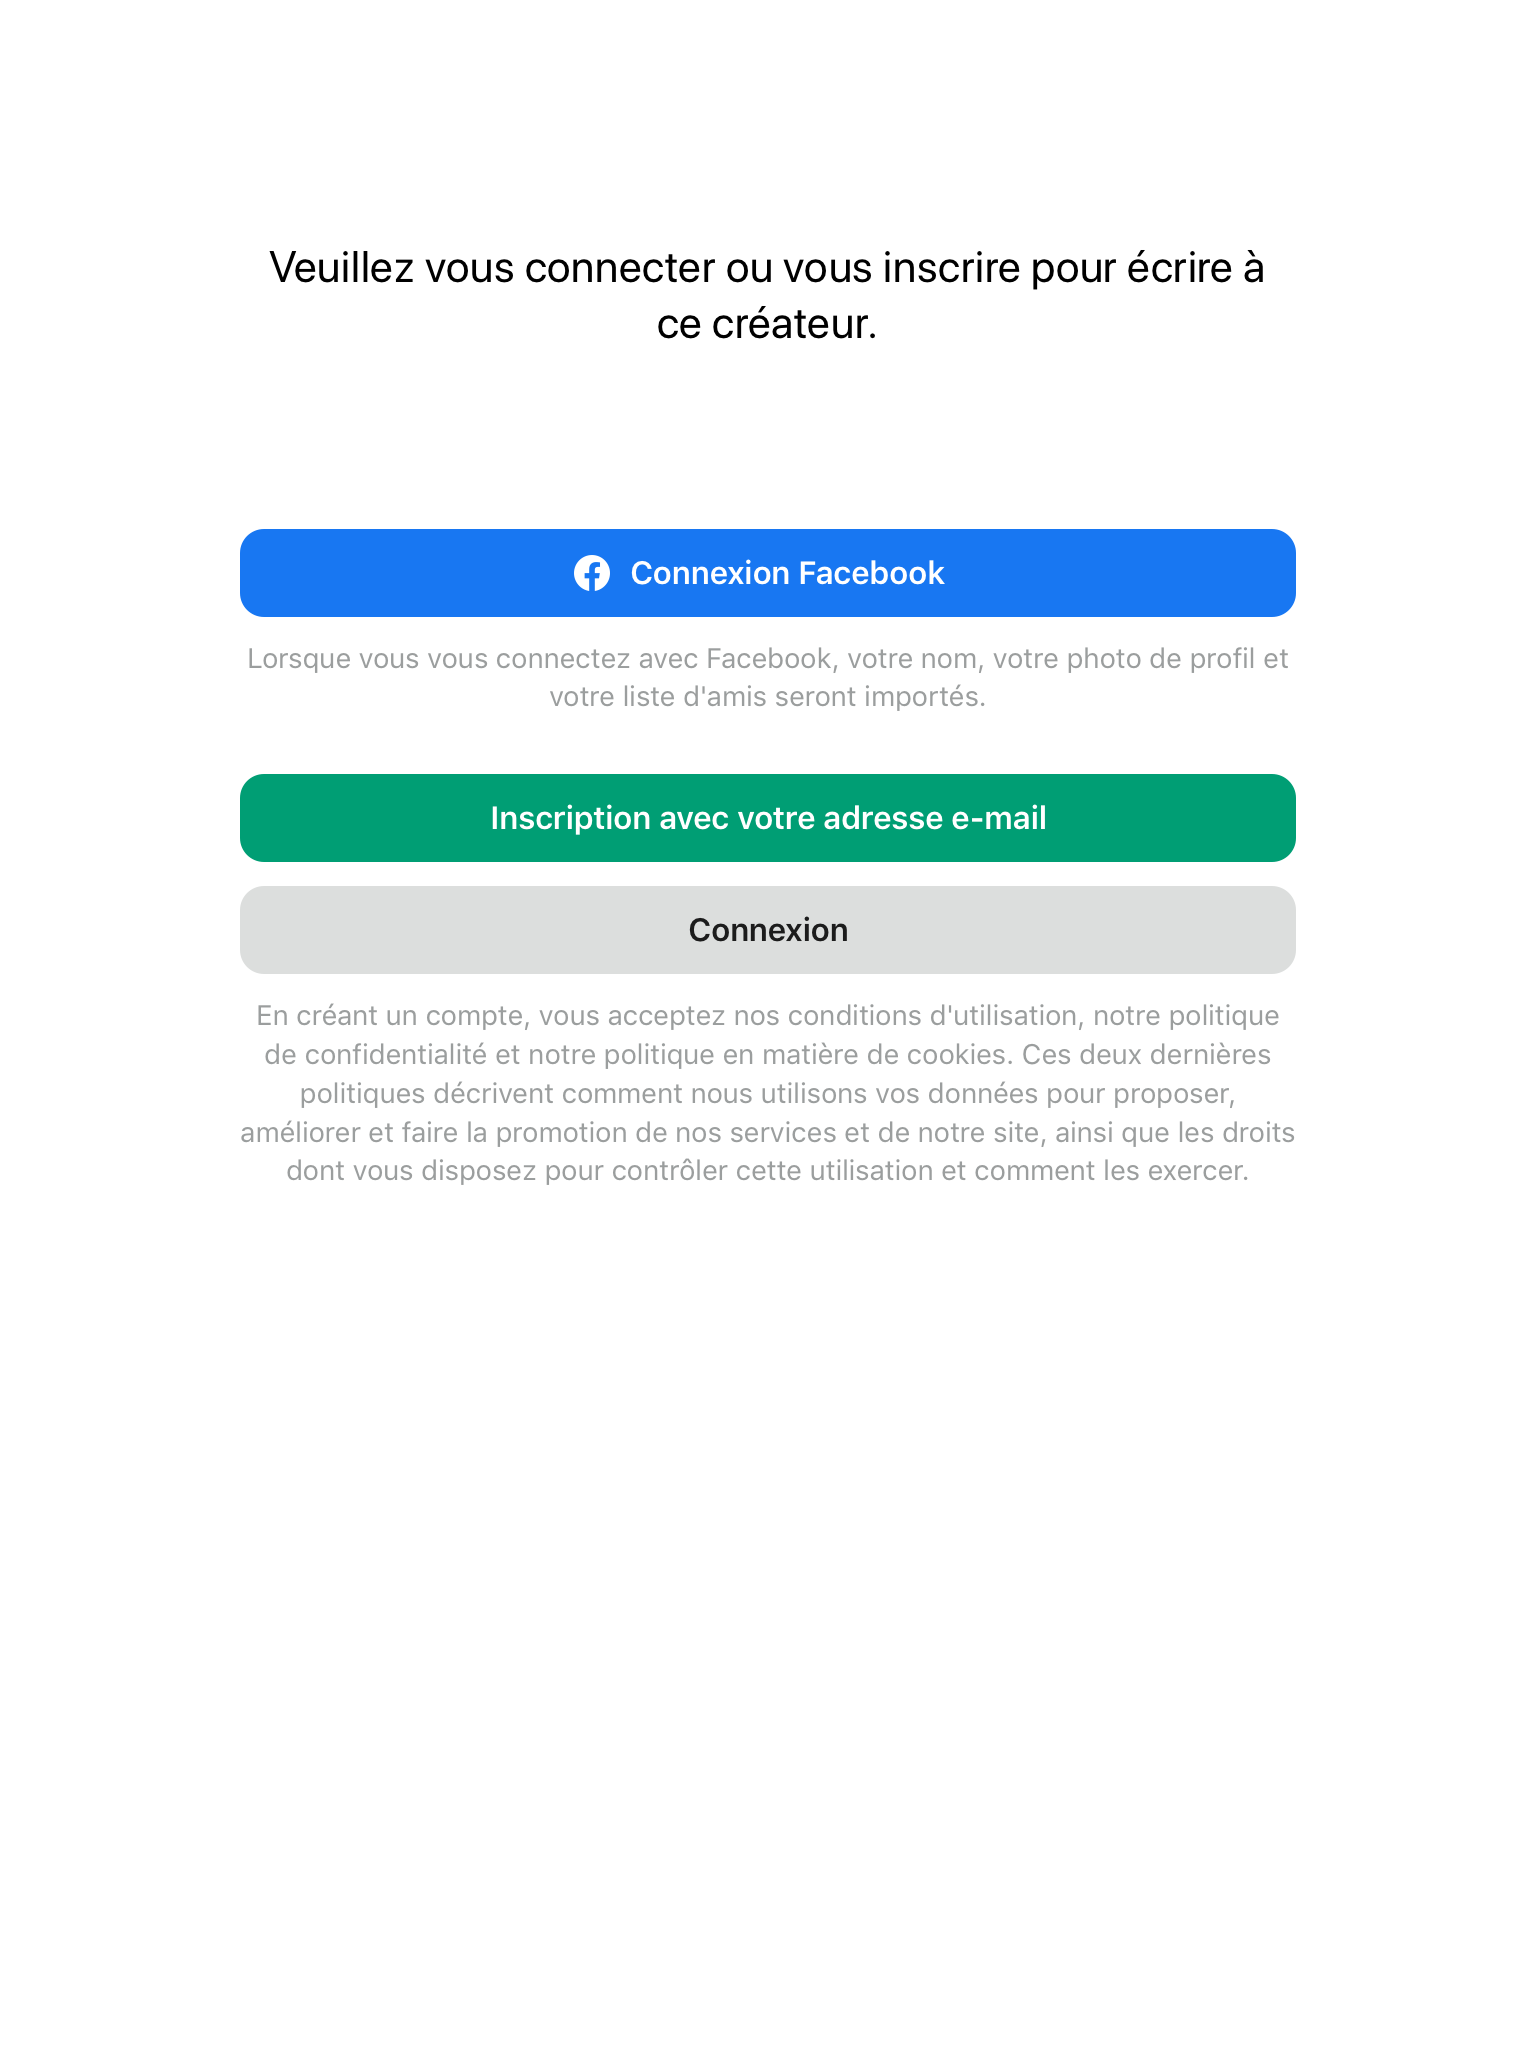 Veuillez vous connecter ou vous inscrire pour écrire à
ce créateur.
Connexion Facebook
Lorsque vous vous connectez avec Facebook, votre nom, votre photo de profil et
votre liste d'amis seront importés.
Inscription avec votre adresse e-mail
Connexion
En créant un compte, vous acceptez nos conditions d'utilisation, notre politique
de confidentialité et notre politique en matière de cookies. Ces deux dernières
politiques décrivent comment nous utilisons vos données pour proposer,
améliorer et faire la promotion de nos services et de notre site, ainsi que les droits
dont vous disposez pour contrôler cette utilisation et comment les exercer.